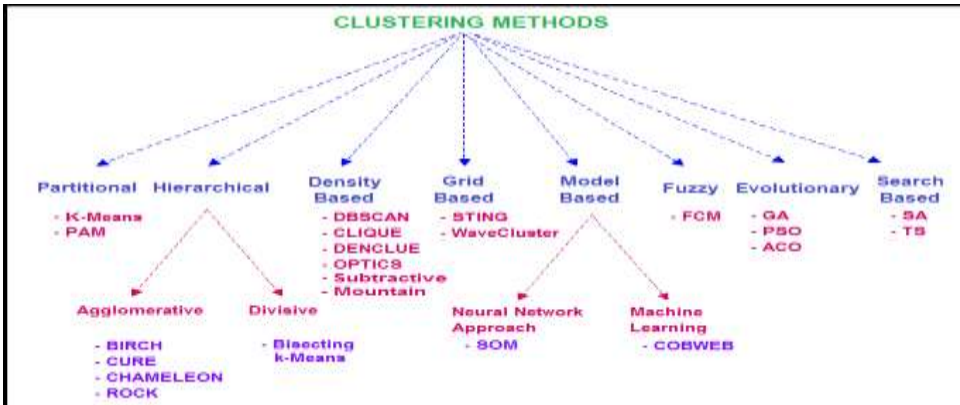 CLUSTERING METHODS
Partitional
- K-Means
- PAM
Hierarchical
Agglomerative
- BIRCH
- CURE
- CHAMELEON
- ROCK
Divisive
- Bisecting
k-Means
Density
Based
- DBSCAN
- CLIQUE
- DENCLUE
- OPTICS
- Subtractive
- Mountain
Grid
Based
- STING
- WaveCluster
Model
Based
Neural Network
Approach
- SOM
Machine
Learning
- COBWEB
Fuzzy
- FCM
Evolutionary
- GA
- PSO
- ACO
Search
Based
- SA
- TS